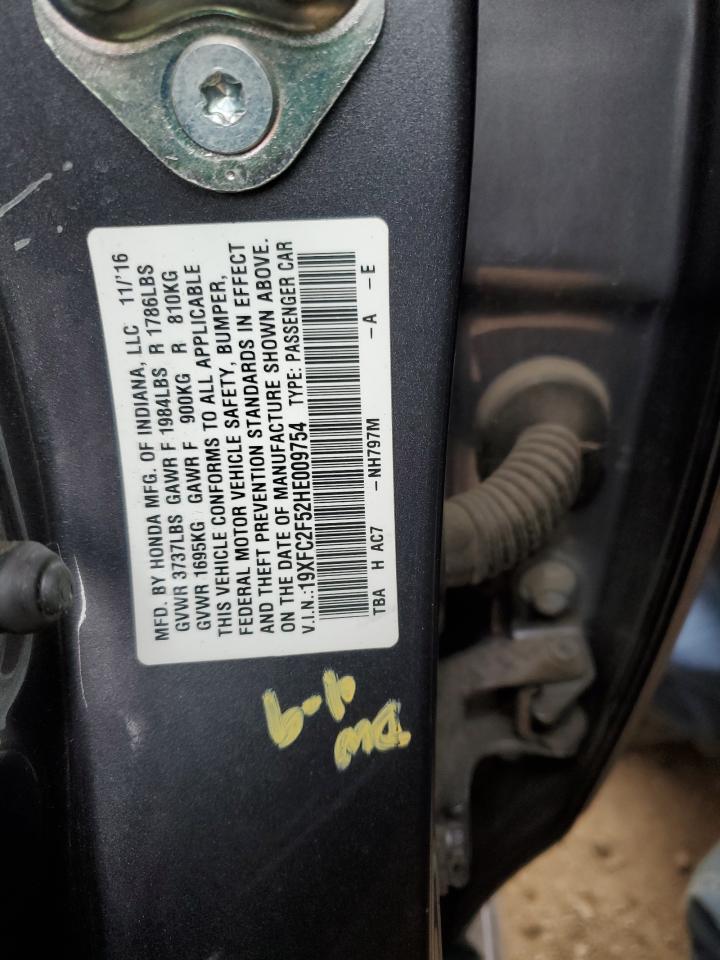 MFD. BY HONDA MFG. OF INDIANA, LLC 11/'16
GVWR 3737LBS GAWR F 1984LBS R 1786LBS
GVWR 1695KG GAWR F 900KG R 810KG
THIS VEHICLE CONFORMS TO ALL APPLICABLE
FEDERAL MOTOR VEHICLE SAFETY, BUMPER,
AND THEFT PREVENTION STANDARDS IN EFFECT
ON THE DATE OF MANUFACTURE SHOWN ABOVE.
V.I.N.:19XFC2F52HE009754 TYPE: PASSENGER CAR
TBA H AC7 -NH797M -A -E